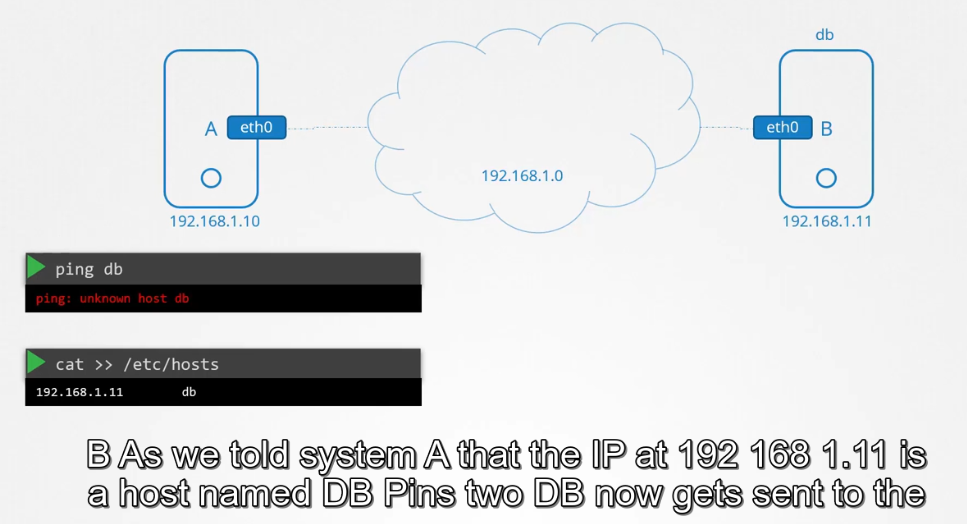 db
A
eth0
eth0
B
192.168.1.0
192.168.1.10
192.168.1.11
ping db
ping: unknown host db
cat >> /etc/hosts
192.168.1.11 db
B As we told system A that the IP at 192 168 1.11 is
a host named DB Pins two DB now gets sent to the